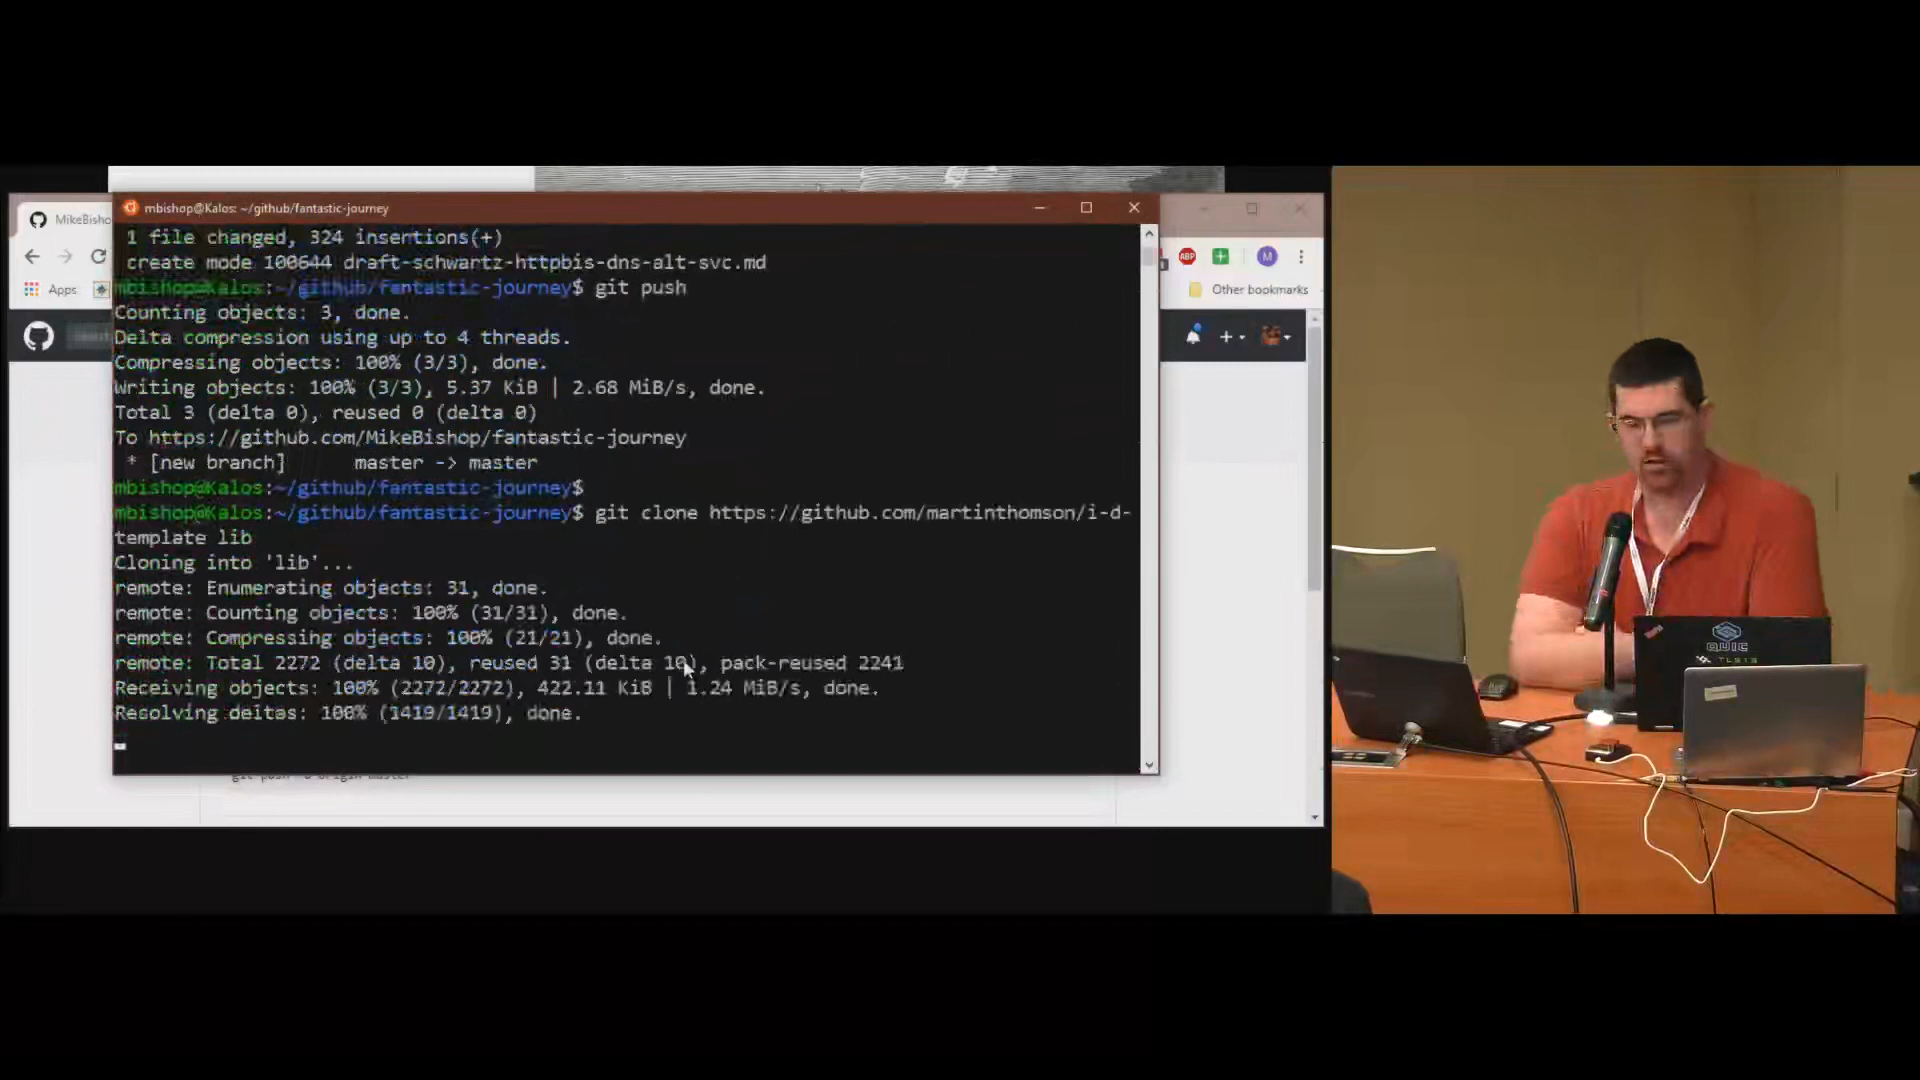 mbishop@Kalos: ~/github/fantastic-journey
MikeBisho
1 file changed, 324 insertions(+)
create mode 100644 draft-schwartz-httpbis-dns-alt-svc.md
mbishop@Kalos:~/github/fantastic-journey$ git push
Counting objects: 3, done.
Delta compression using up to 4 threads.
Compressing objects: 100% (3/3), done.
Writing objects: 100% (3/3), 5.37 KiB | 2.68 MiB/s, done.
Total 3 (delta 0), reused 0 (delta 0)
To https://github.com/MikeBishop/fantastic-journey
* [new branch]      master -> master
mbishop@Kalos:~/github/fantastic-journey$
mbishop@Kalos:~/github/fantastic-journey$ git clone https://github.com/martinthomson/i-d-
template lib
Cloning into 'lib'...
remote: Enumerating objects: 31, done.
remote: Counting objects: 100% (31/31), done.
remote: Compressing objects: 100% (21/21), done.
remote: Total 2272 (delta 10), reused 31 (delta 10), pack-reused 2241
Receiving objects: 100% (2272/2272), 422.11 KiB | 1.24 MiB/s, done.
Resolving deltas: 100% (1419/1419), done.
Apps
ABP
M
Other bookmarks
QUIC